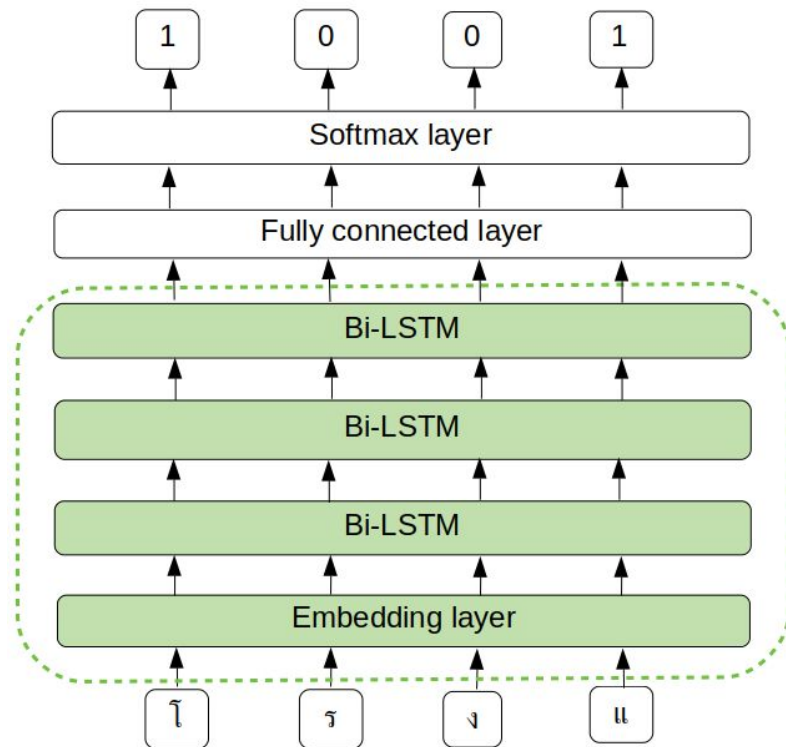 1 0 0 1
Softmax layer
Fully connected layer
Bi-LSTM
Bi-LSTM
Bi-LSTM
Embedding layer
โ ร ง แ